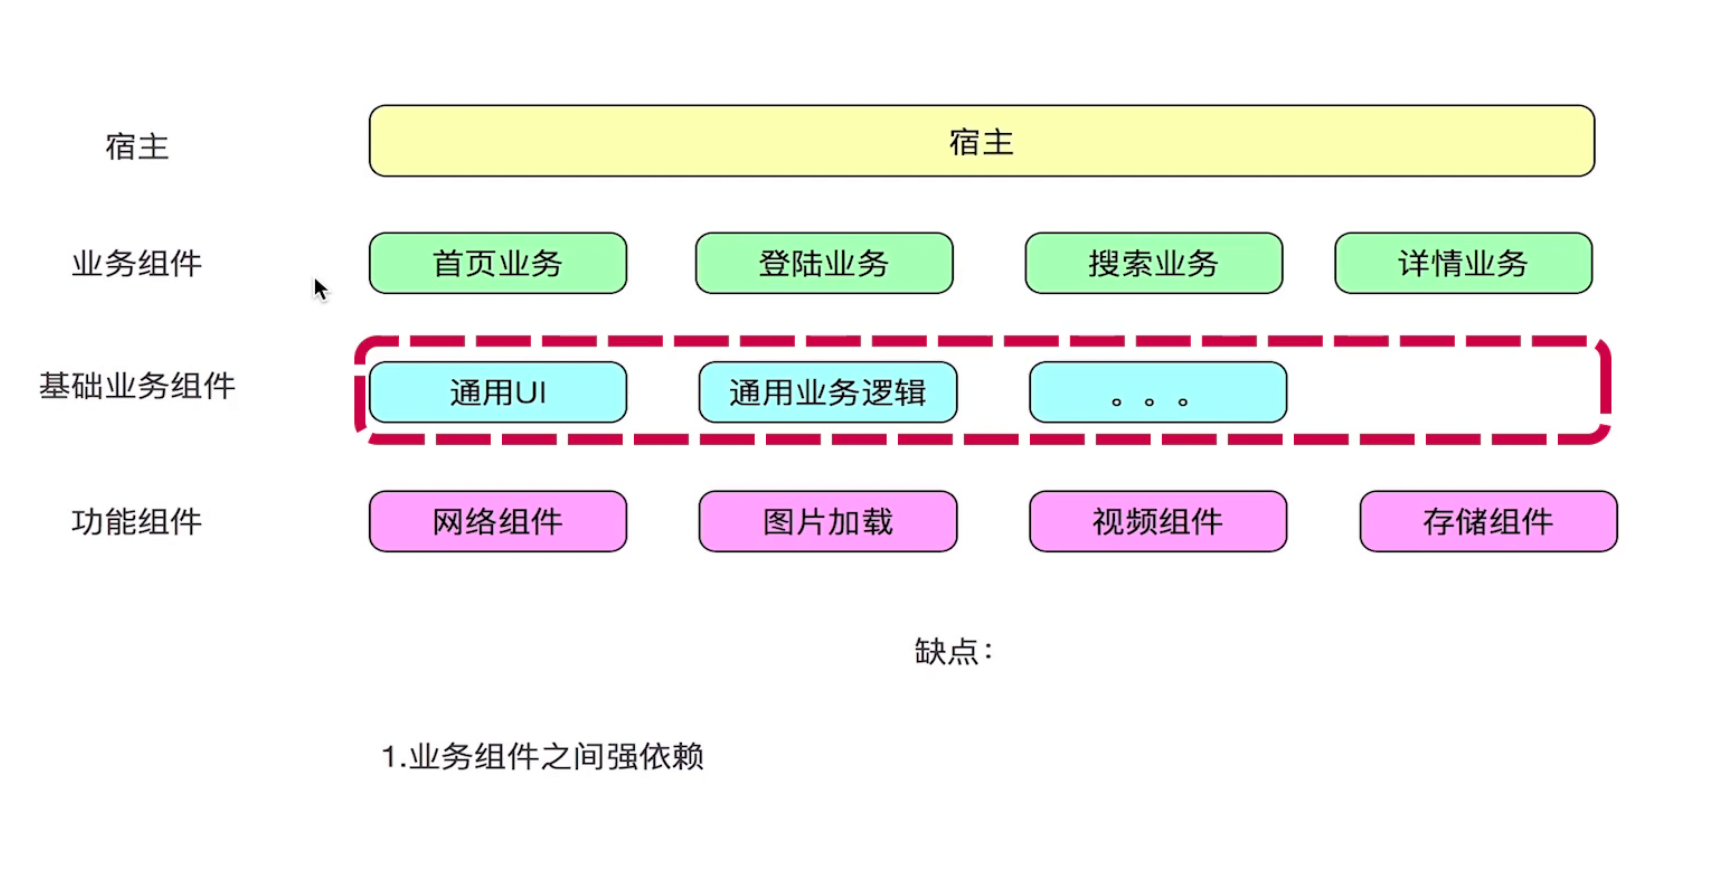 宿主
宿主
业务组件
首页业务
登陆业务
搜索业务
详情业务
基础业务组件
通用UI
通用业务逻辑
。。。
功能组件
网络组件
图片加载
视频组件
存储组件
缺点：
1.业务组件之间强依赖